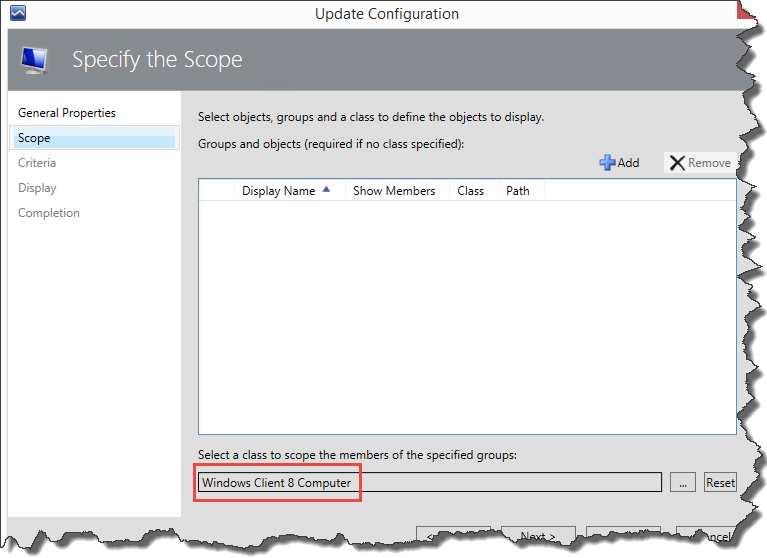 Update Configuration
Specify the Scope
General Properties
Scope
Criteria
Display
Completion
Select objects, groups and a class to define the objects to display.
Groups and objects (required if no class specified):
Add
Remove
Display Name
Show Members
Class
Path
Select a class to scope the members of the specified groups:
Windows Client 8 Computer
...
Reset
Next >